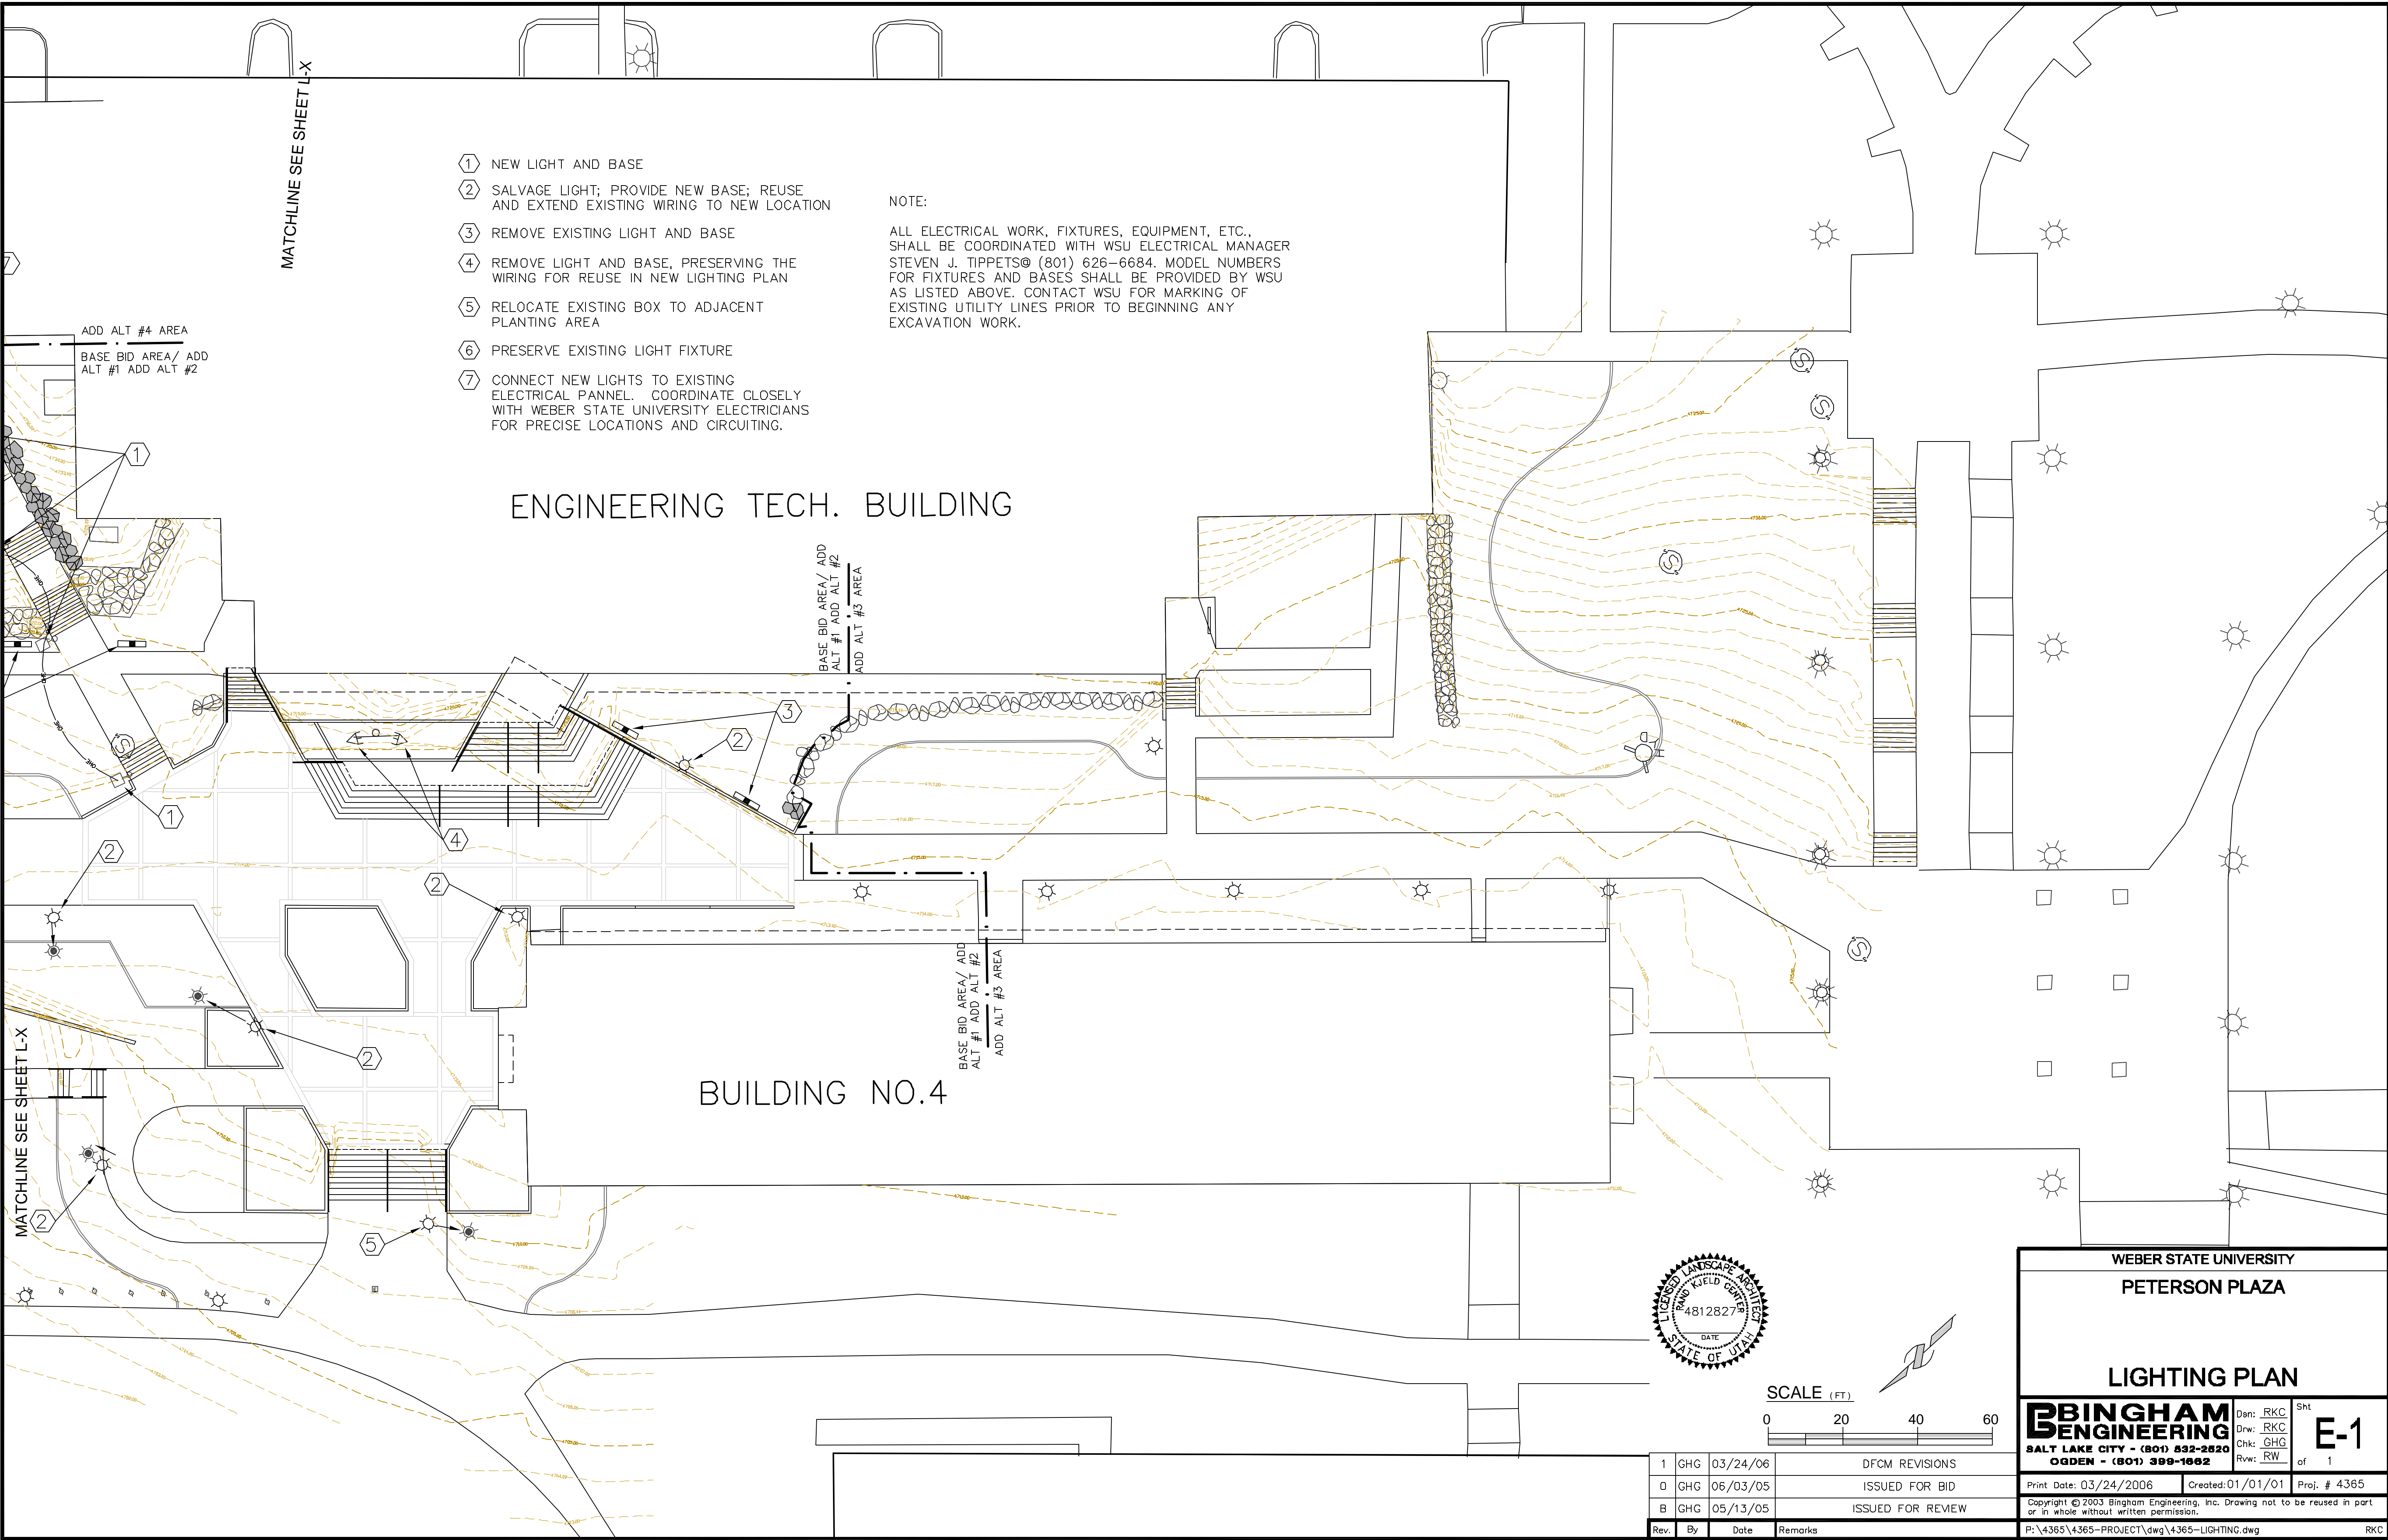 MATCHLINE SEE SHEET L-X
1 NEW LIGHT AND BASE
2 SALVAGE LIGHT; PROVIDE NEW BASE; REUSE
AND EXTEND EXISTING WIRING TO NEW LOCATION
3 REMOVE EXISTING LIGHT AND BASE
4 REMOVE LIGHT AND BASE, PRESERVING THE
WIRING FOR REUSE IN NEW LIGHTING PLAN
5 RELOCATE EXISTING BOX TO ADJACENT
PLANTING AREA
6 PRESERVE EXISTING LIGHT FIXTURE
7 CONNECT NEW LIGHTS TO EXISTING
ELECTRICAL PANNEL. COORDINATE CLOSELY
WITH WEBER STATE UNIVERSITY ELECTRICIANS
FOR PRECISE LOCATIONS AND CIRCUITING.
NOTE:
ALL ELECTRICAL WORK, FIXTURES, EQUIPMENT, ETC.,
SHALL BE COORDINATED WITH WSU ELECTRICAL MANAGER
STEVEN J. TIPPETS@ (801) 626-6684. MODEL NUMBERS
FOR FIXTURES AND BASES SHALL BE PROVIDED BY WSU
AS LISTED ABOVE. CONTACT WSU FOR MARKING OF
EXISTING UTILITY LINES PRIOR TO BEGINNING ANY
EXCAVATION WORK.
7
ADD ALT #4 AREA
BASE BID AREA/ ADD
ALT #1 ADD ALT #2
1
ENGINEERING TECH. BUILDING
BASE BID AREA/ ADD
ALT #1 ADD ALT #2
ADD ALT #3 AREA
3
2
1
4
2
2
2
BASE BID AREA/ ADD
ALT #1 ADD ALT #2
ADD ALT #3 AREA
BUILDING NO.4
MATCHLINE SEE SHEET L-X
2
5
LICENSED LANDSCAPE ARCHITECT
RAND KJELD CENTER
4812827
DATE
STATE OF UTAH
SCALE (FT)
0 20 40 60
WEBER STATE UNIVERSITY
PETERSON PLAZA
LIGHTING PLAN
BINGHAM
ENGINEERING
SALT LAKE CITY - (801) 532-2520
OGDEN - (801) 399-1662
Dsn: RKC
Drw: RKC
Chk: GHG
Rvw: RW
Sht
E-1
of 1
Print Date: 03/24/2006 Created: 01/01/01 Proj. # 4365
Copyright © 2003 Bingham Engineering, Inc. Drawing not to be reused in part
or in whole without written permission.
P:\4365\4365-PROJECT\dwg\4365-LIGHTING.dwg RKC
1 GHG 03/24/06 DFCM REVISIONS
0 GHG 06/03/05 ISSUED FOR BID
B GHG 05/13/05 ISSUED FOR REVIEW
Rev. By Date Remarks